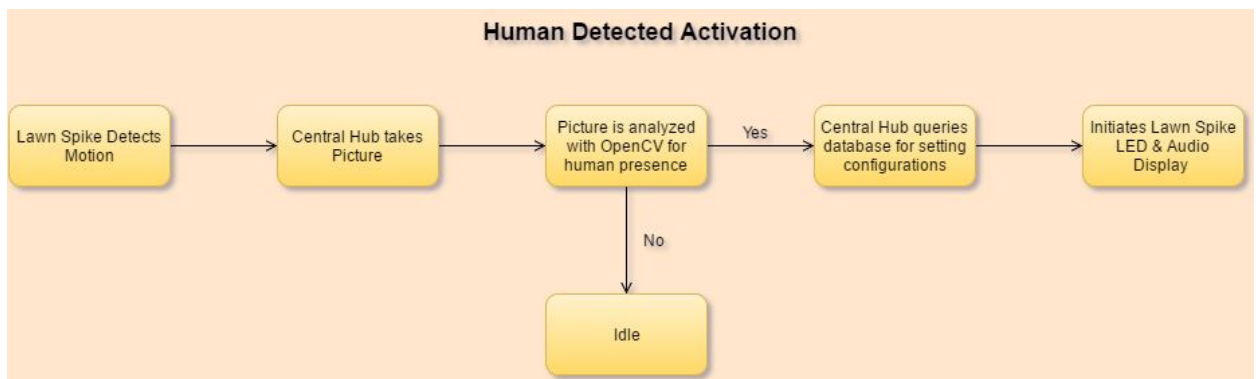 Human Detected Activation
Lawn Spike Detects
Motion
Central Hub takes
Picture
Picture is analyzed
with OpenCV for
human presence
Yes
Central Hub queries
database for setting
configurations
Initiates Lawn Spike
LED & Audio
Display
No
Idle